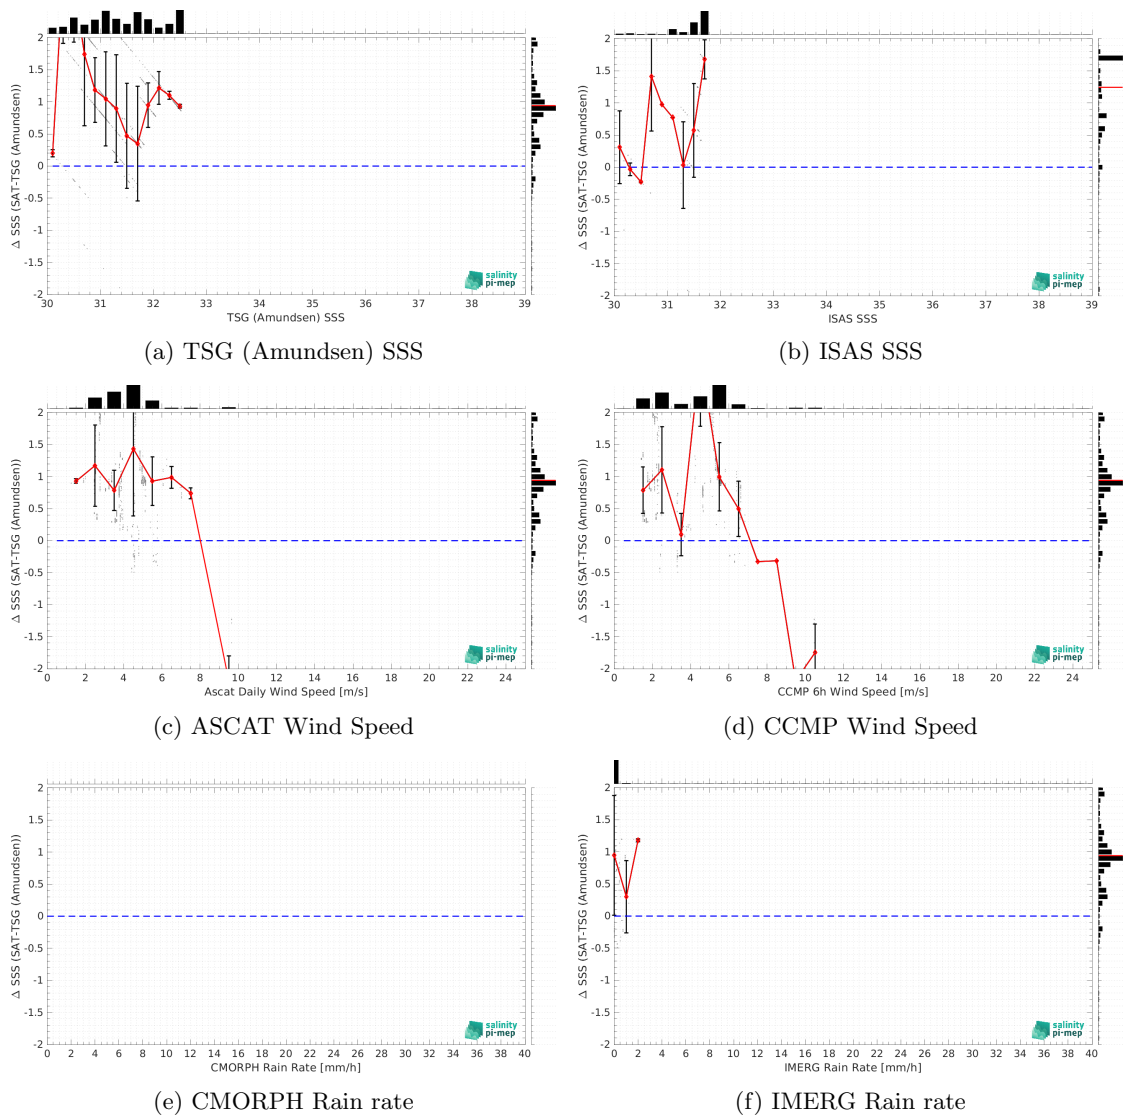 Δ SSS (SAT-TSG (Amundsen))
2
1.5
1
0.5
0
-0.5
-1
-1.5
-2
30 31 32 33 34 35 36 37 38 39
TSG (Amundsen) SSS
salinity
pi-mep
(a) TSG (Amundsen) SSS
Δ SSS (SAT-TSG (Amundsen))
2
1.5
1
0.5
0
-0.5
-1
-1.5
-2
30 31 32 33 34 35 36 37 38 39
ISAS SSS
salinity
pi-mep
(b) ISAS SSS
Δ SSS (SAT-TSG (Amundsen))
2
1.5
1
0.5
0
-0.5
-1
-1.5
-2
0 2 4 6 8 10 12 14 16 18 20 22 24
Ascat Daily Wind Speed [m/s]
salinity
pi-mep
(c) ASCAT Wind Speed
Δ SSS (SAT-TSG (Amundsen))
2
1.5
1
0.5
0
-0.5
-1
-1.5
-2
0 2 4 6 8 10 12 14 16 18 20 22 24
CCMP 6h Wind Speed [m/s]
salinity
pi-mep
(d) CCMP Wind Speed
Δ SSS (SAT-TSG (Amundsen))
2
1.5
1
0.5
0
-0.5
-1
-1.5
-2
0 2 4 6 8 10 12 14 16 18 20 22 24 26 28 30 32 34 36 38 40
CMORPH Rain Rate [mm/h]
salinity
pi-mep
(e) CMORPH Rain rate
Δ SSS (SAT-TSG (Amundsen))
2
1.5
1
0.5
0
-0.5
-1
-1.5
-2
0 2 4 6 8 10 12 14 16 18 20 22 24 26 28 30 32 34 36 38 40
IMERG Rain Rate [mm/h]
salinity
pi-mep
(f) IMERG Rain rate